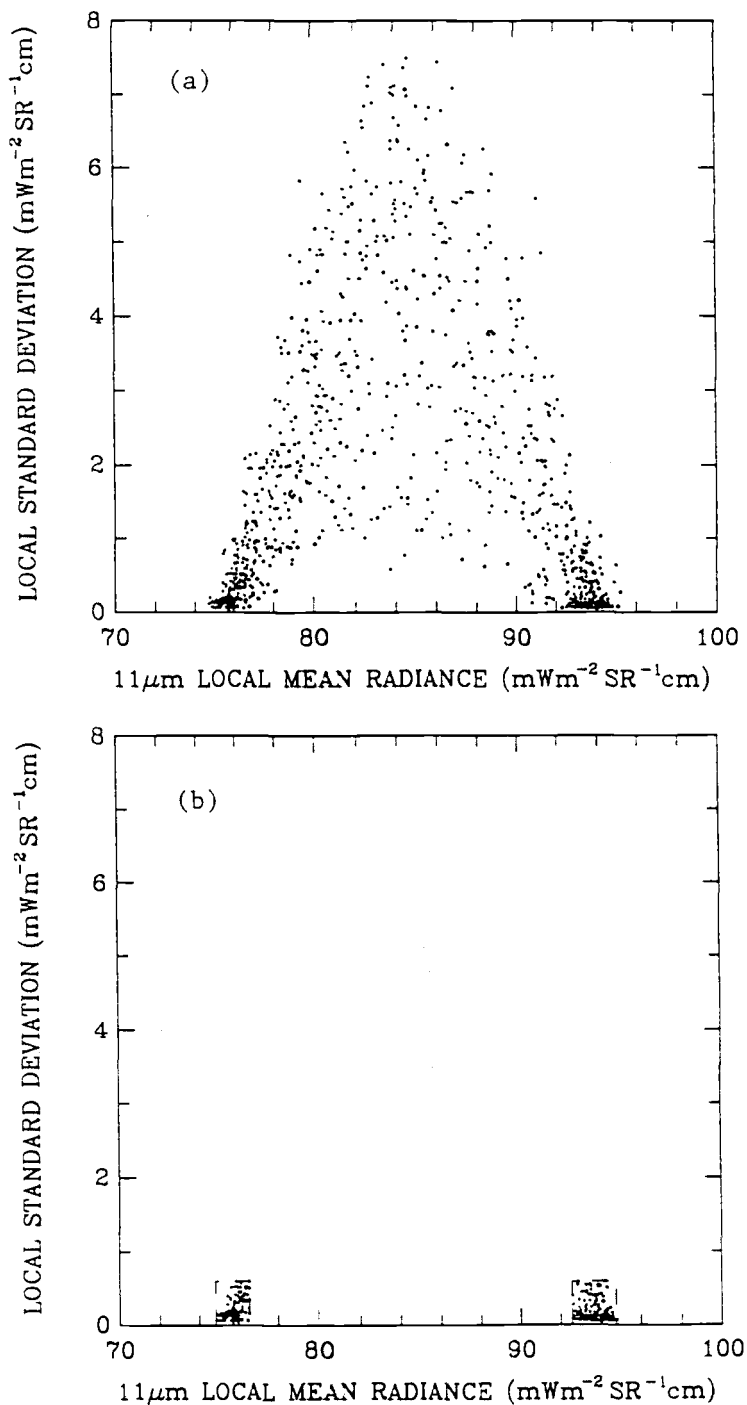 (a)
8
6
4
2
0
LOCAL STANDARD DEVIATION (mWm⁻² SR⁻¹cm)
70 80 90 100
11μm LOCAL MEAN RADIANCE (mWm⁻² SR⁻¹cm)
(b)
8
6
4
2
0
LOCAL STANDARD DEVIATION (mWm⁻² SR⁻¹cm)
70 80 90 100
11μm LOCAL MEAN RADIANCE (mWm⁻² SR⁻¹cm)